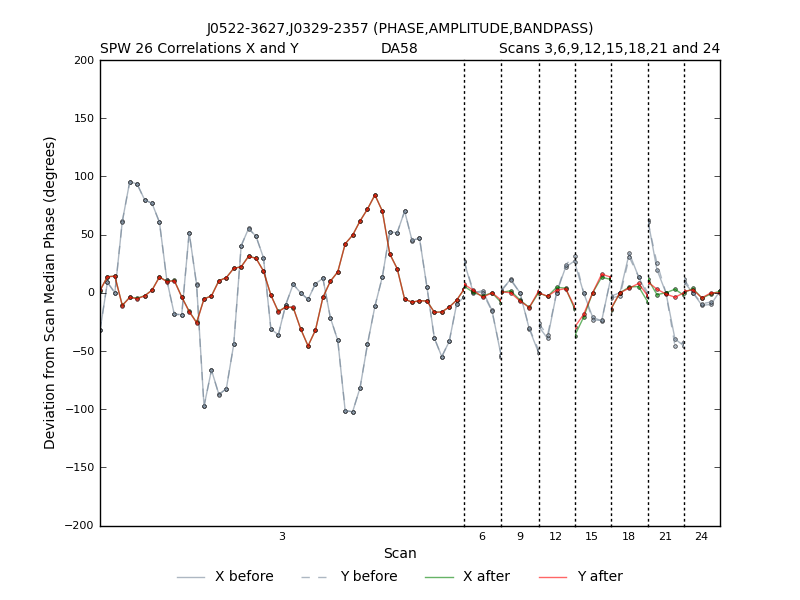 J0522-3627,J0329-2357 (PHASE,AMPLITUDE,BANDPASS)
SPW 26 Correlations X and Y DA58 Scans 3,6,9,12,15,18,21 and 24
200
150
100
50
0
−50
−100
−150
−200
Deviation from Scan Median Phase (degrees)
3 6 9 12 15 18 21 24
Scan
X before Y before X after Y after